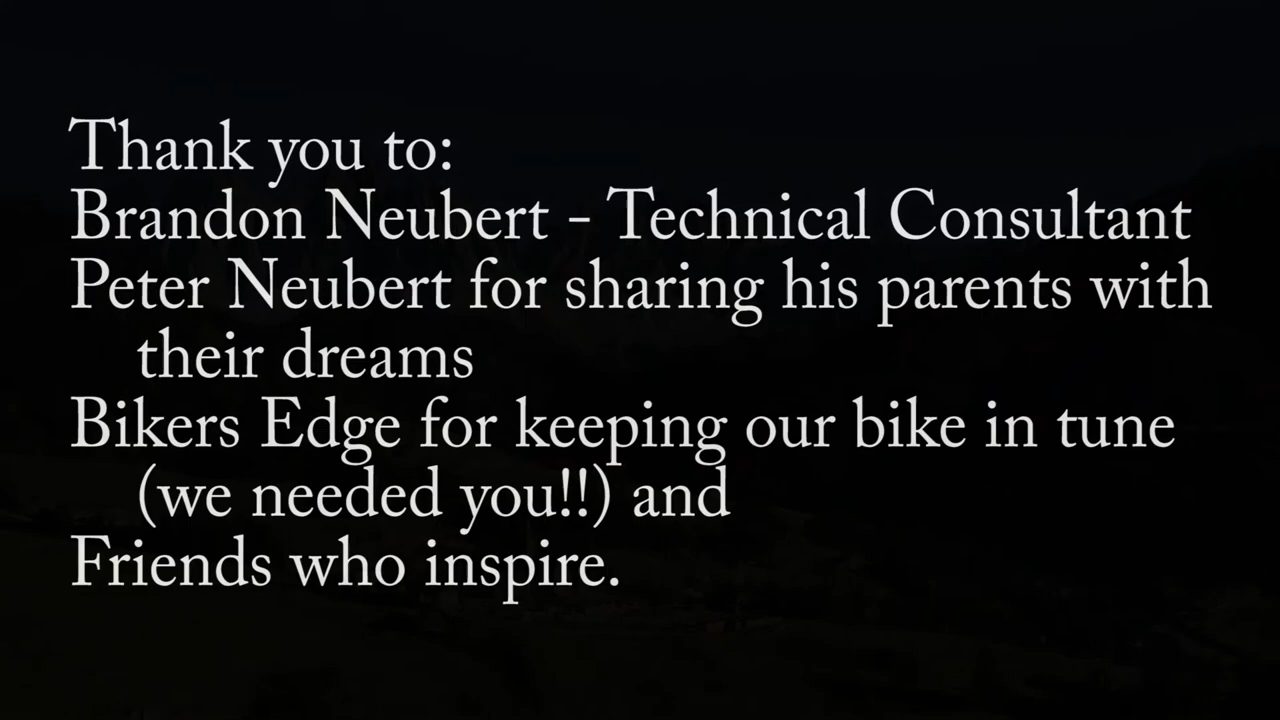 Thank you to:
Brandon Neubert - Technical Consultant
Peter Neubert for sharing his parents with
their dreams
Bikers Edge for keeping our bike in tune
(we needed you!!) and
Friends who inspire.